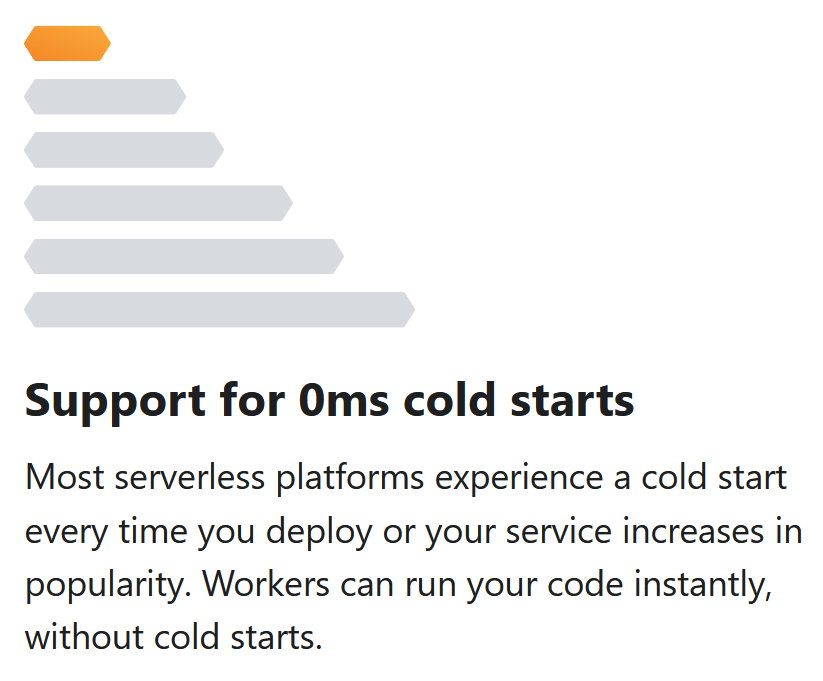 Support for 0ms cold starts
Most serverless platforms experience a cold start
every time you deploy or your service increases in
popularity. Workers can run your code instantly,
without cold starts.